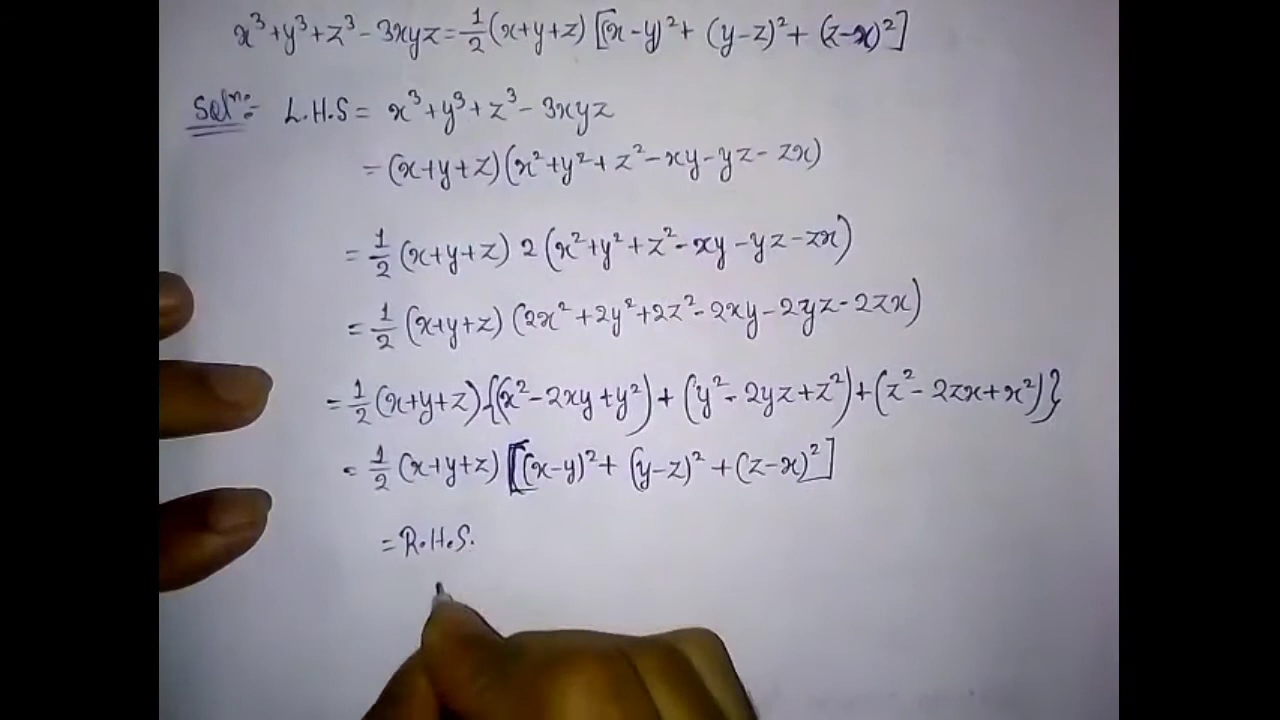 x³+y³+z³-3xyz=½(x+y+z)[(x-y)²+(y-z)²+(z-x)²]
Solⁿ:- L.H.S = x³+y³+z³-3xyz
=(x+y+z)(x²+y²+z²-xy-yz-zx)
=½(x+y+z)2(x²+y²+z²-xy-yz-zx)
=½(x+y+z)(2x²+2y²+2z²-2xy-2yz-2zx)
=½(x+y+z){(x²-2xy+y²)+(y²-2yz+z²)+(z²-2zx+x²)}
=½(x+y+z)[(x-y)²+(y-z)²+(z-x)²]
=R.H.S.